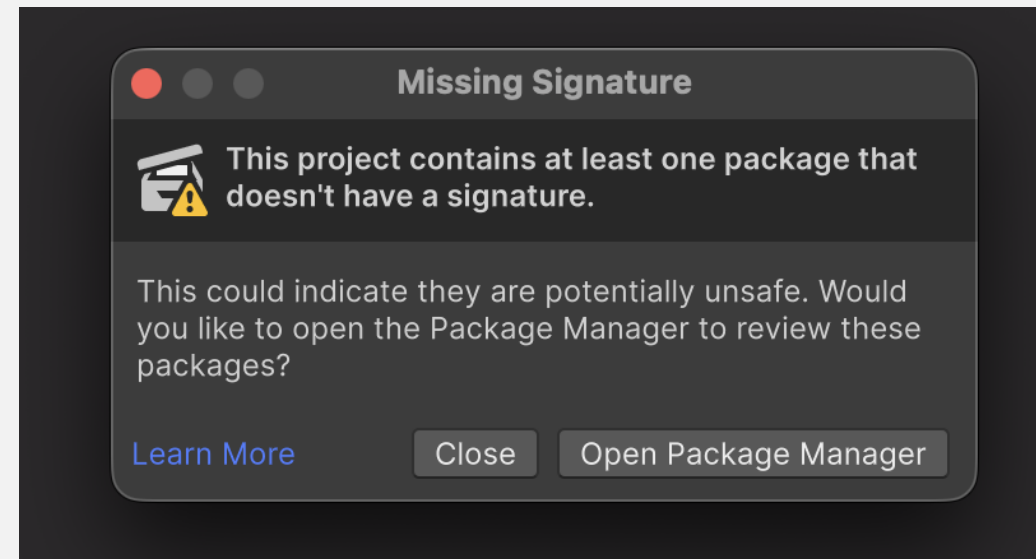 Missing Signature
This project contains at least one package that
doesn't have a signature.
This could indicate they are potentially unsafe. Would
you like to open the Package Manager to review these
packages?
Learn More
Close
Open Package Manager